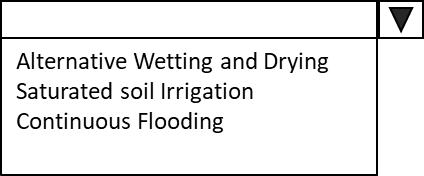 Alternative Wetting and Drying
Saturated soil Irrigation
Continuous Flooding